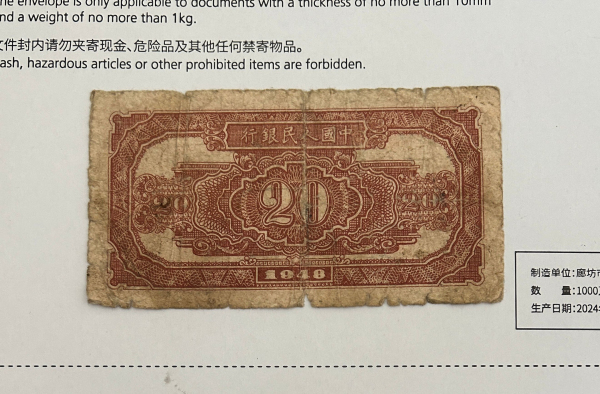 he envelope is only applicable to documents with a thickness of no more than 10mm
nd a weight of no more than 1kg.
文件封内请勿夹寄现金、危险品及其他任何禁寄物品。
ash, hazardous articles or other prohibited items are forbidden.
行銀民人國中
20 20 20
1948
制造单位:廊坊市
数 量:1000
生产日期:2024